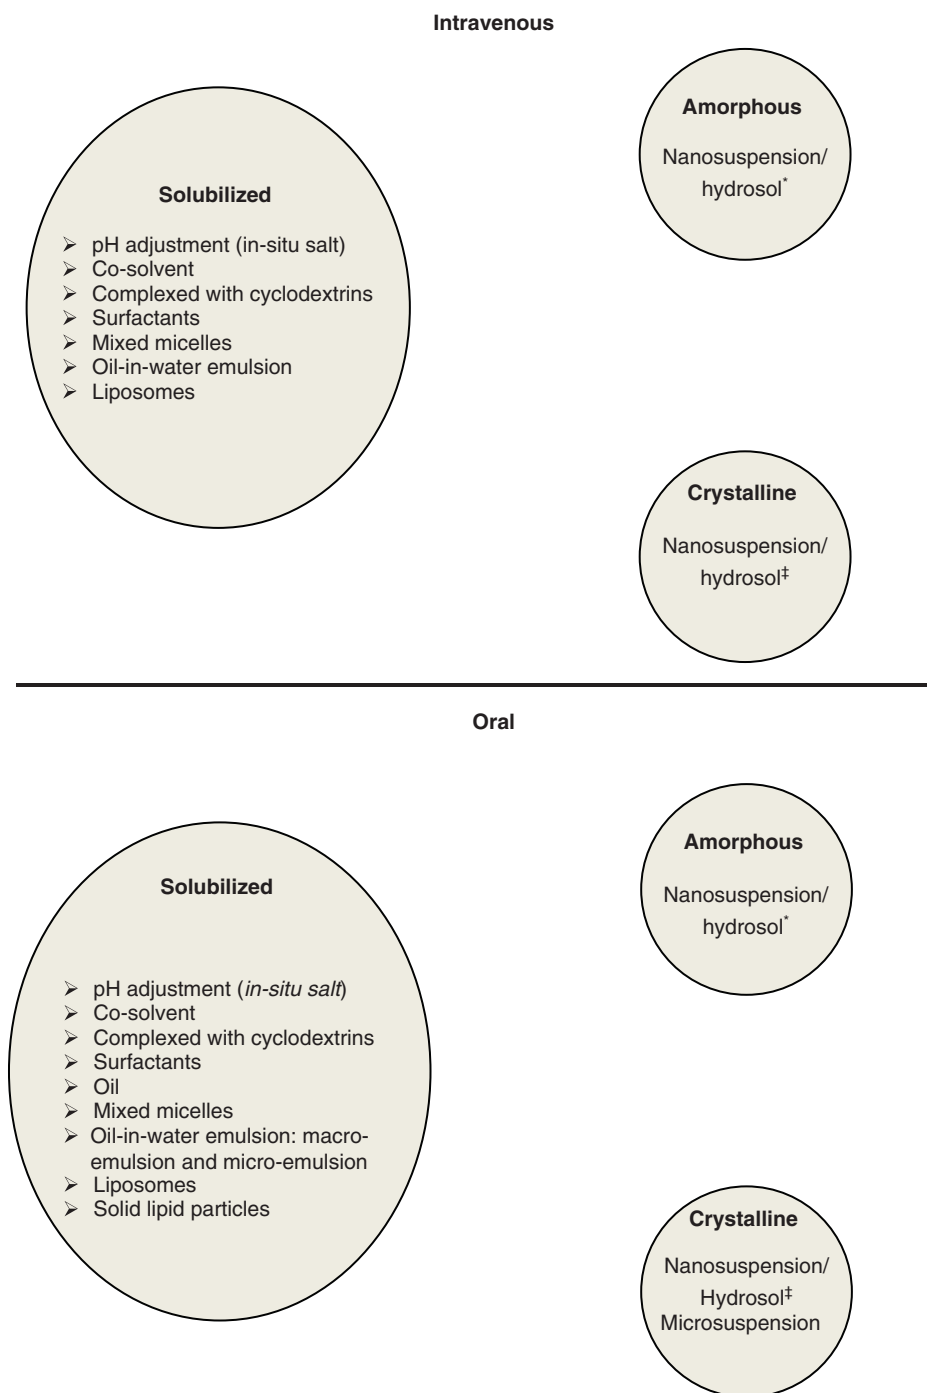 Intravenous
Solubilized
➢ pH adjustment (in-situ salt)
➢ Co-solvent
➢ Complexed with cyclodextrins
➢ Surfactants
➢ Mixed micelles
➢ Oil-in-water emulsion
➢ Liposomes
Amorphous
Nanosuspension/
hydrosol*
Crystalline
Nanosuspension/
hydrosol‡
Oral
Solubilized
➢ pH adjustment (in-situ salt)
➢ Co-solvent
➢ Complexed with cyclodextrins
➢ Surfactants
➢ Oil
➢ Mixed micelles
➢ Oil-in-water emulsion: macro-
emulsion and micro-emulsion
➢ Liposomes
➢ Solid lipid particles
Amorphous
Nanosuspension/
hydrosol*
Crystalline
Nanosuspension/
Hydrosol‡
Microsuspension